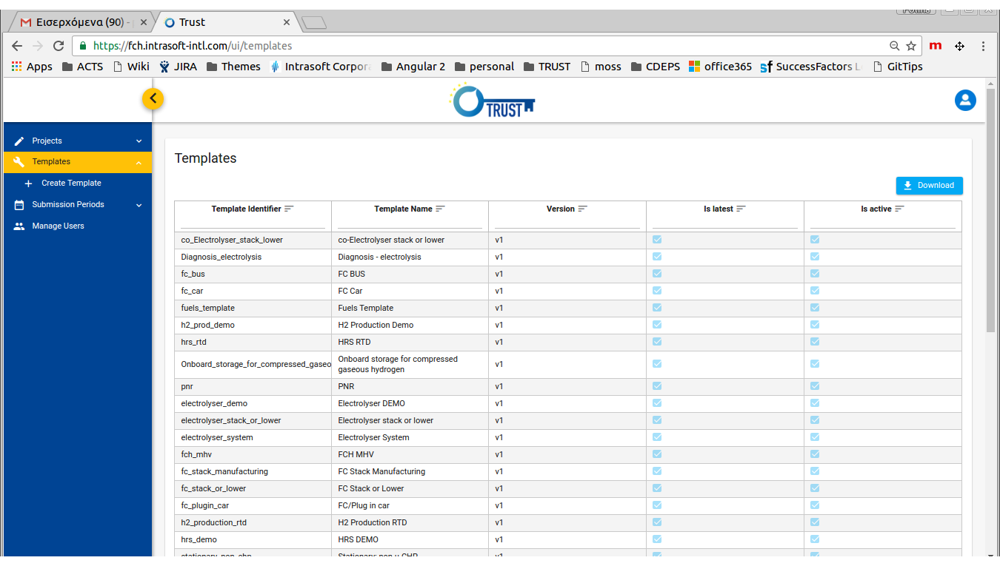 Εισερχόμενα (90) -
Trust
https://fch.intrasoft-intl.com/ui/templates
Apps ACTS Wiki JIRA Themes Intrasoft Corpor Angular 2 personal TRUST moss CDEPS office365 SuccessFactors L GitTips
TRUST
Projects
Templates
Create Template
Submission Periods
Manage Users
Templates
Download
Template Identifier Template Name Version Is latest Is active
co_Electrolyser_stack_lower co-Electrolyser stack or lower v1
Diagnosis_electrolysis Diagnosis - electrolysis v1
fc_bus FC BUS v1
fc_car FC Car v1
fuels_template Fuels Template v1
h2_prod_demo H2 Production Demo v1
hrs_rtd HRS RTD v1
Onboard_storage_for_compressed_gaseo Onboard storage for compressed v1
gaseous hydrogen
pnr PNR v1
electrolyser_demo Electrolyser DEMO v1
electrolyser_stack_or_lower Electrolyser stack or lower v1
electrolyser_system Electrolyser System v1
fch_mhv FCH MHV v1
fc_stack_manufacturing FC Stack Manufacturing v1
fc_stack_or_lower FC Stack or Lower v1
fc_plugin_car FC/Plug in car v1
h2_production_rtd H2 Production RTD v1
hrs_demo HRS DEMO v1